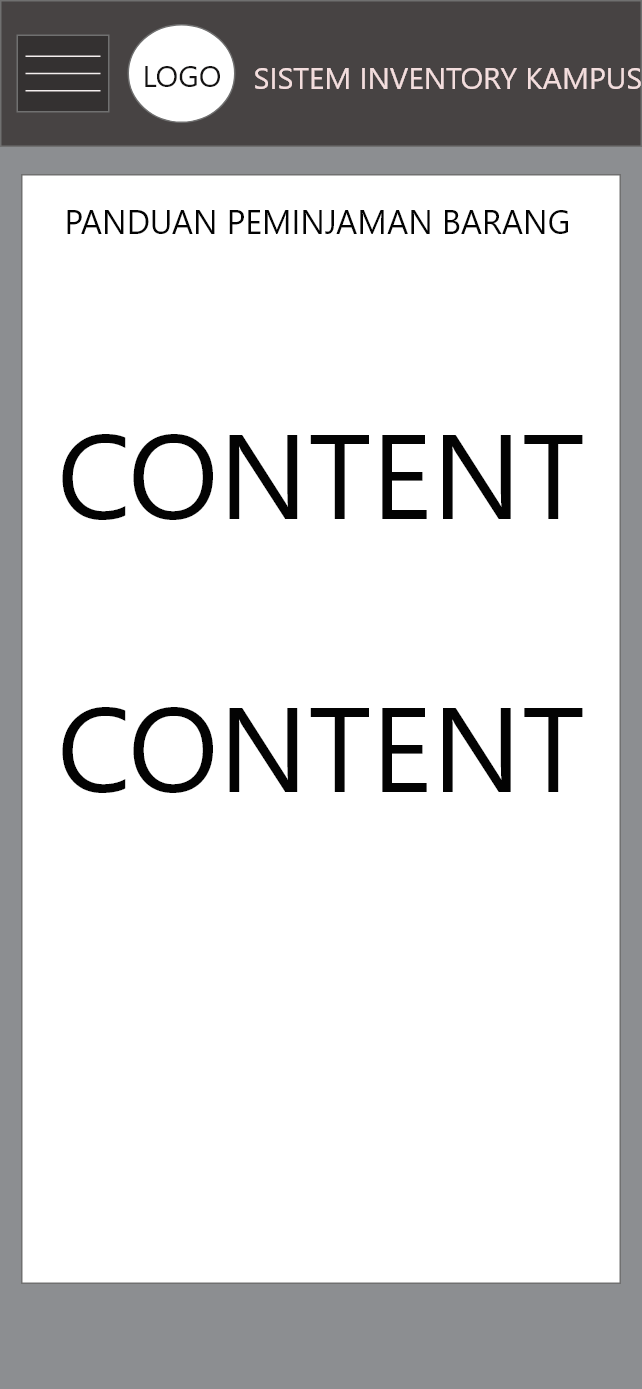 LOGO SISTEM INVENTORY KAMPUS
PANDUAN PEMINJAMAN BARANG
CONTENT
CONTENT